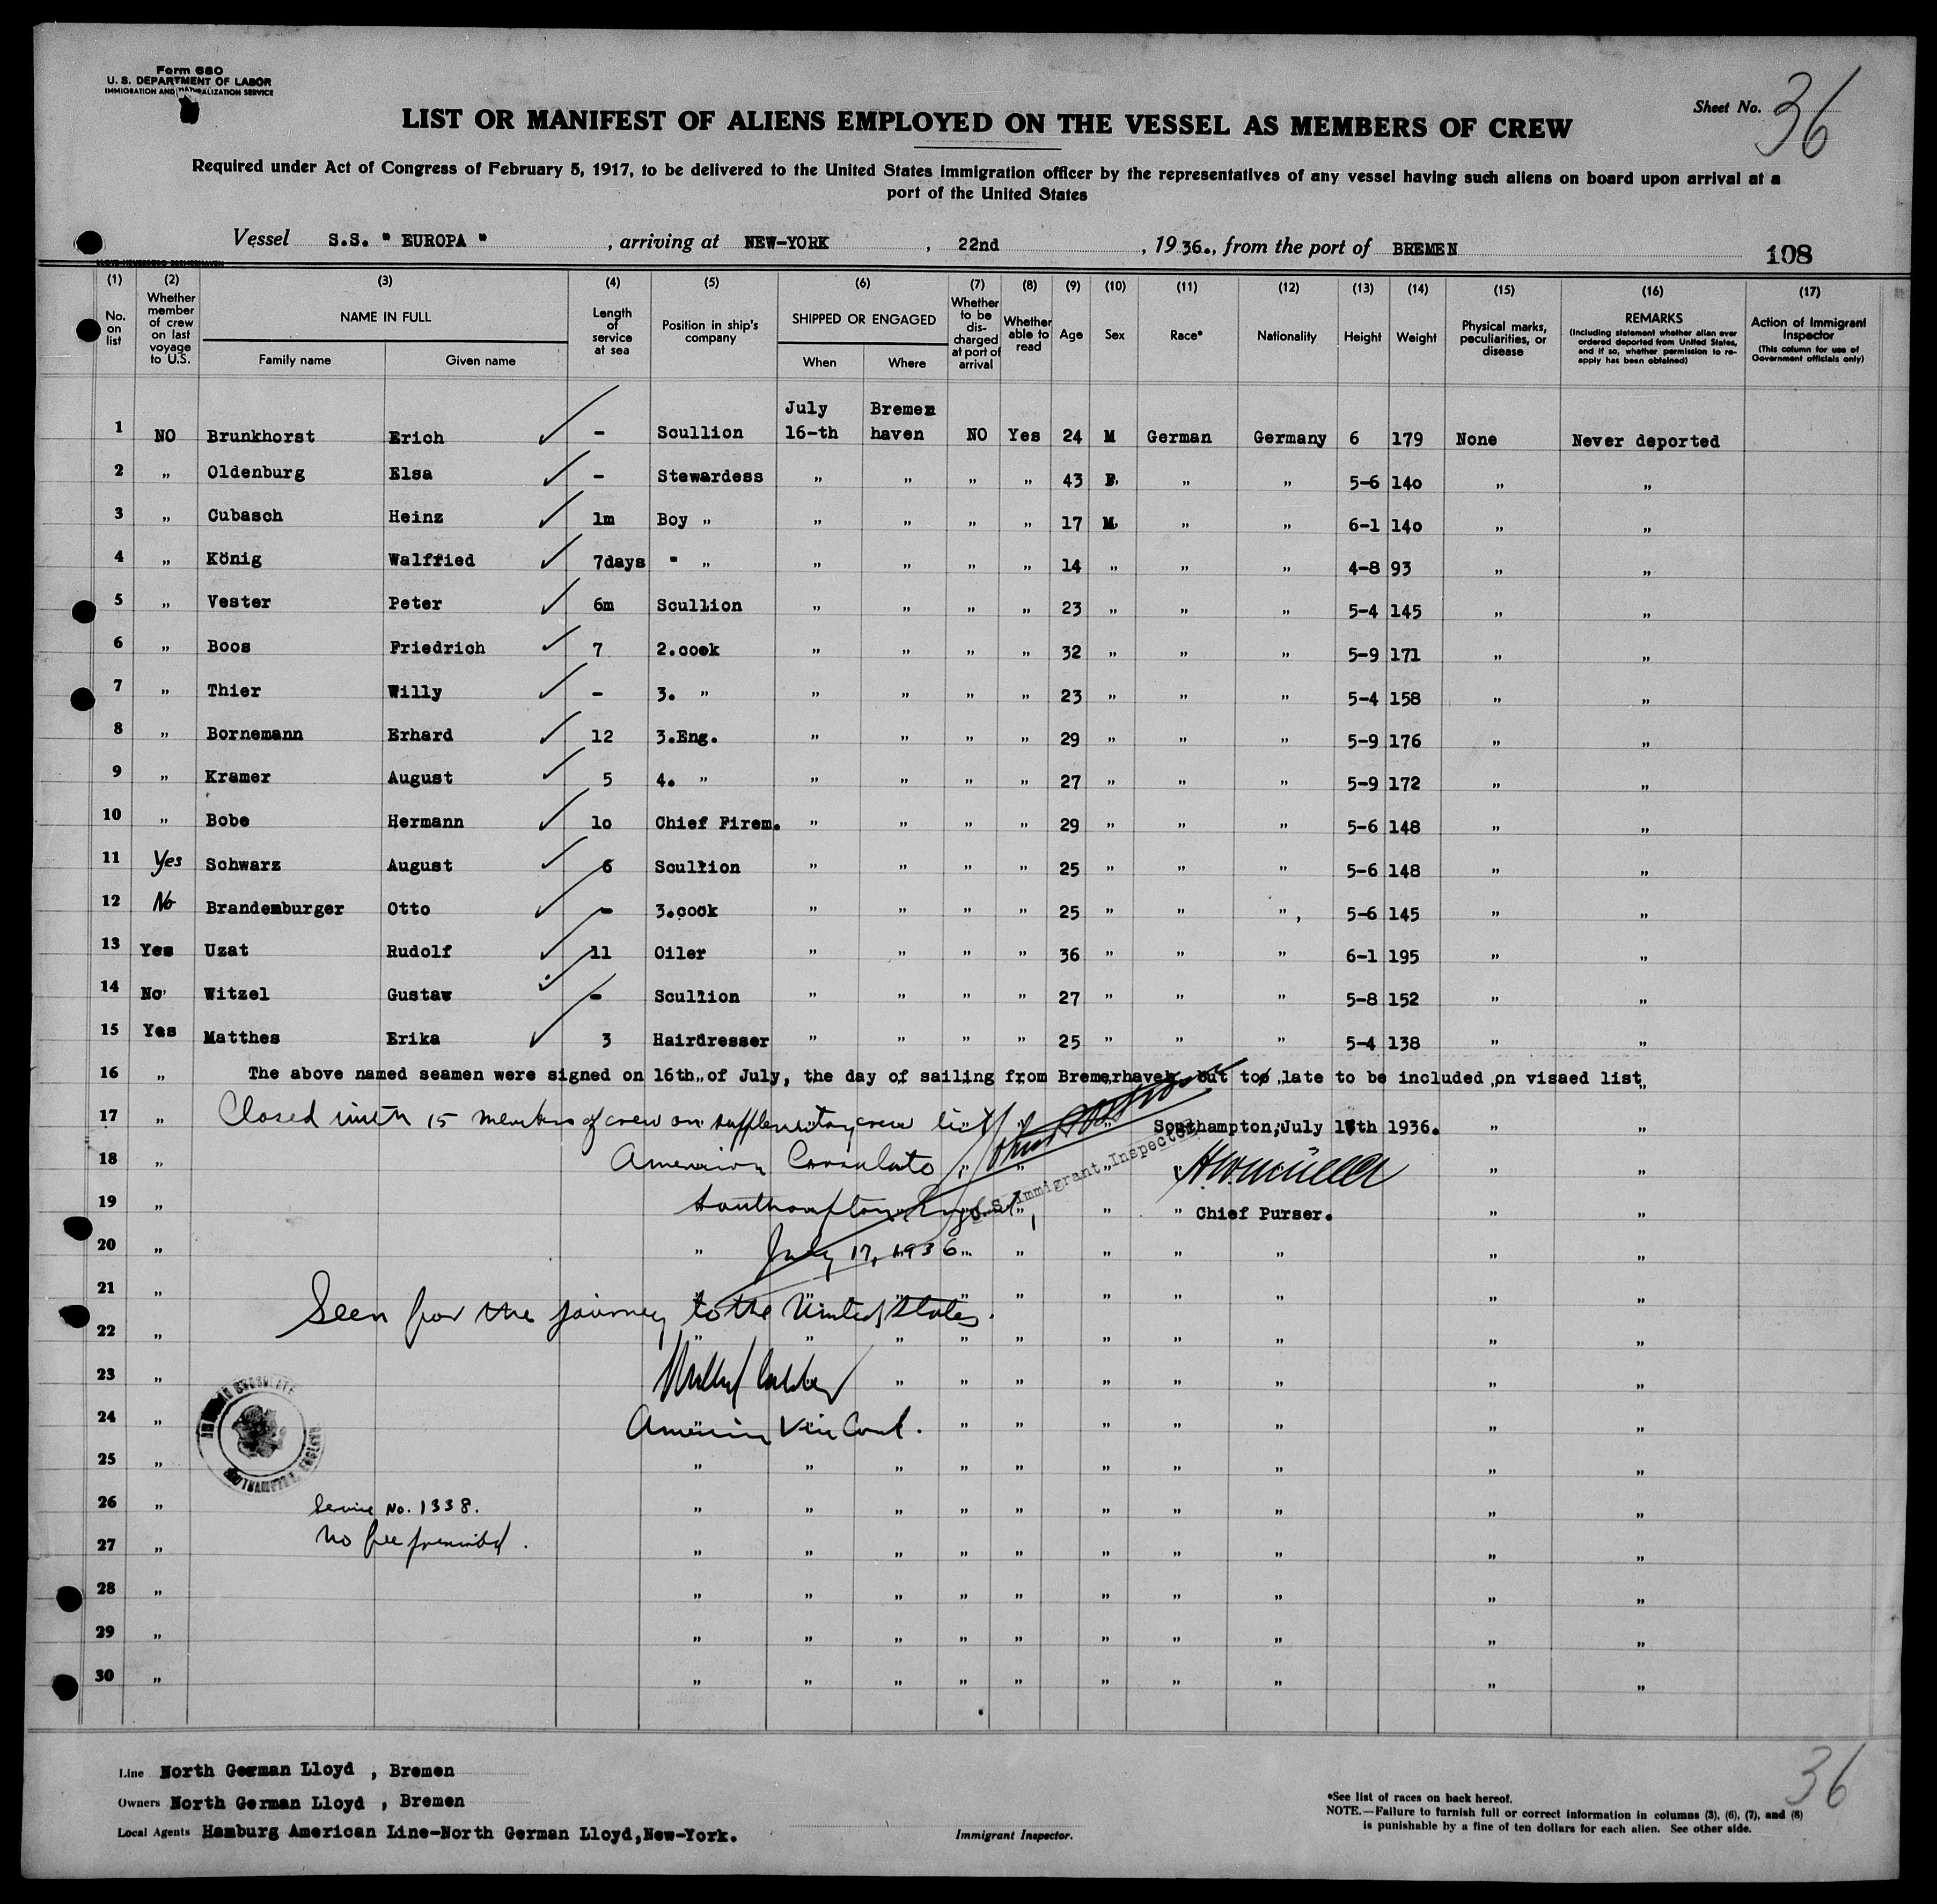 Form 680
U. S. DEPARTMENT OF LABOR
IMMIGRATION AND NATURALIZATION SERVICE
Sheet No. 36
LIST OR MANIFEST OF ALIENS EMPLOYED ON THE VESSEL AS MEMBERS OF CREW
Required under Act of Congress of February 5, 1917, to be delivered to the United States immigration officer by the representatives of any vessel having such aliens on board upon arrival at a
port of the United States
Vessel S.S. " EUROPA " , arriving at NEW-YORK , 22nd , 1936., from the port of BREMEN 108
(1) (2) (3) (4) (5) (6) (7) (8) (9) (10) (11) (12) (13) (14) (15) (16) (17)
No. on list | Whether member of crew on last voyage to U.S. | NAME IN FULL Family name Given name | Length of service at sea | Position in ship's company | SHIPPED OR ENGAGED When Where | Whether to be discharged at port of arrival | Whether able to read | Age | Sex | Race* | Nationality | Height | Weight | Physical marks, peculiarities, or disease | REMARKS (Including statement whether alien ever ordered deported from United States, and if so, whether permission to re-apply has been obtained) | Action of Immigrant Inspector (This column for use of Government officials only)
1 NO Brunkhorst Erich - Scullion July 16-th Bremen haven NO Yes 24 M German Germany 6 179 None Never deported
2 " Oldenburg Elsa - Stewardess " " " " 43 F. " " 5-6 140 " "
3 " Cubasch Heinz 1m Boy " " " " " 17 M. " " 6-1 140 " "
4 " König Walfried 7days " " " " " " 14 " " " 4-8 93 " "
5 " Vester Peter 6m Scullion " " " " 23 " " " 5-4 145 " "
6 " Boos Friedrich 7 2.cook " " " " 32 " " " 5-9 171 " "
7 " Thier Willy - 3. " " " " " 23 " " " 5-4 158 " "
8 " Bornemann Erhard 12 3.Eng. " " " " 29 " " " 5-9 176 " "
9 " Kramer August 5 4. " " " " " 27 " " " 5-9 172 " "
10 " Bobe Hermann 1o Chief Firem. " " " " 29 " " " 5-6 148 " "
11 Yes Schwarz August 6 Scullion " " " " 25 " " " 5-6 148 " "
12 No Brandenburger Otto - 3.cook " " " " 25 " " " , 5-6 145 " "
13 Yes Uzat Rudolf 11 Oiler " " " " 36 " " " 6-1 195 " "
14 No Witzel Gustav - Scullion " " " " 27 " " " 5-8 152 " "
15 Yes Matthes Erika 3 Hairdresser " " " " 25 " " " 5-4 138 " "
16 " The above named seamen were signed on 16th of July, the day of sailing from Bremerhaven, but too late to be included on visaed list
17 " Closed with 15 members of crew on supplementary crew list Southampton,July 17th 1936. " "
18 " American Consulate " "
U.S. Immigrant Inspector
19 " Southampton, England, " " Chief Purser. " "
20 " " July 17, 1936 " " " " " "
21 " " " " " " " "
Seen for the journey to the United States.
22 " " " " " " " " " "
23 " " " " " " " " "
24 " American Vice Consul. " " " " " " "
AMERICAN CONSULATE
SOUTHAMPTON, ENGLAND
25 " " " " " " " " " " "
26 " Service No. 1338. " " " " " " " " " "
27 " No fee prescribed. " " " " " " " " " "
28 " " " " " " " " " " "
29 " " " " " " " " " " "
30 " " " " " " " " " " "
Line North German Lloyd , Bremen
Owners North German Lloyd , Bremen
Local Agents Hamburg American Line-North German Lloyd,New-York.
Immigrant Inspector.
36
*See list of races on back hereof.
NOTE.—Failure to furnish full or correct information in columns (3), (6), (7), and (8)
is punishable by a fine of ten dollars for each alien. See other side.